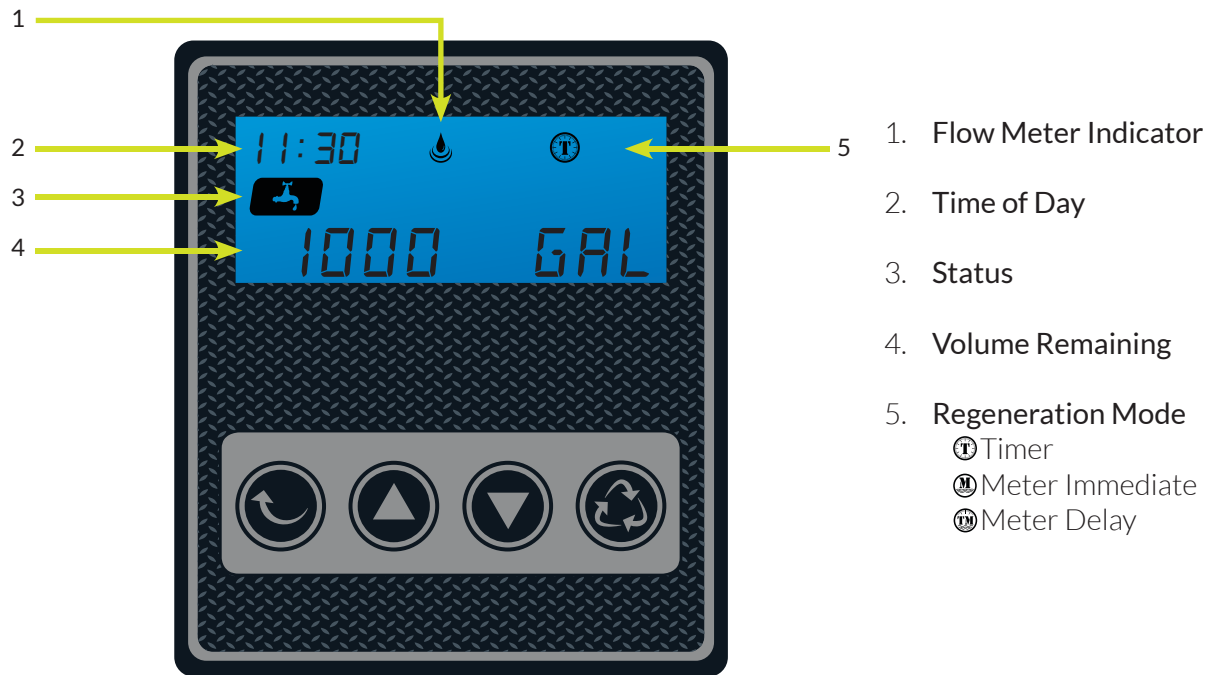 1
2
3
4
5
11:30
T
1000 GAL
1. Flow Meter Indicator
2. Time of Day
3. Status
4. Volume Remaining
5. Regeneration Mode
T Timer
M Meter Immediate
TM Meter Delay